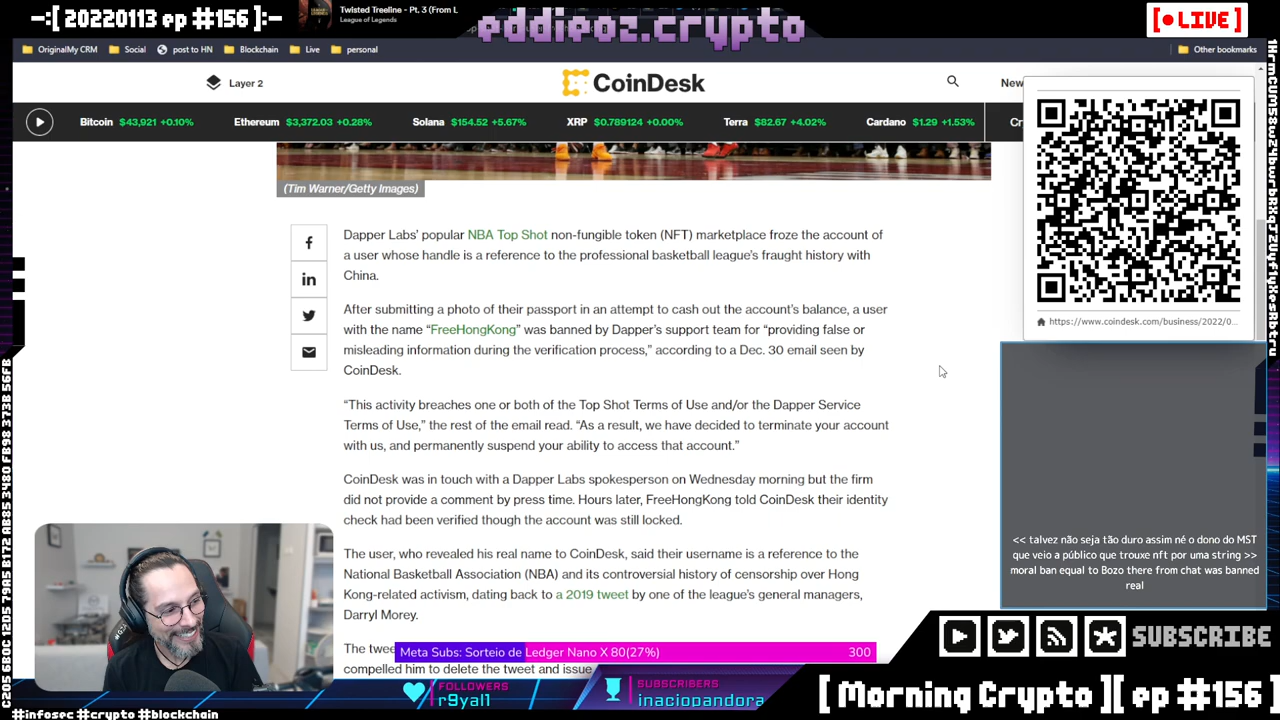 -:[ 20220113 ep #156 ]:-
Twisted Treeline - Pt. 3 (From L
League of Legends
eddieoz.crypto
[ LIVE ]
OriginalMy CRM
Social
post to HN
Blockchain
Live
personal
Other bookmarks
Layer 2
CoinDesk
New
Bitcoin $43,921 +0.10%
Ethereum $3,372.03 +0.28%
Solana $154.52 +5.67%
XRP $0.789124 +0.00%
Terra $82.67 +4.02%
Cardano $1.29 +1.53%
Cr
(Tim Warner/Getty Images)
Dapper Labs’ popular NBA Top Shot non-fungible token (NFT) marketplace froze the account of
a user whose handle is a reference to the professional basketball league’s fraught history with
China.
After submitting a photo of their passport in an attempt to cash out the account’s balance, a user
with the name “FreeHongKong” was banned by Dapper’s support team for “providing false or
misleading information during the verification process,” according to a Dec. 30 email seen by
CoinDesk.
“This activity breaches one or both of the Top Shot Terms of Use and/or the Dapper Service
Terms of Use,” the rest of the email read. “As a result, we have decided to terminate your account
with us, and permanently suspend your ability to access that account.”
CoinDesk was in touch with a Dapper Labs spokesperson on Wednesday morning but the firm
did not provide a comment by press time. Hours later, FreeHongKong told CoinDesk their identity
check had been verified though the account was still locked.
The user, who revealed his real name to CoinDesk, said their username is a reference to the
National Basketball Association (NBA) and its controversial history of censorship over Hong
Kong-related activism, dating back to a 2019 tweet by one of the league’s general managers,
Darryl Morey.
The twee
compelled him to delete the tweet and issue
https://www.coindesk.com/business/2022/0...
<< talvez não seja tão duro assim né o dono do MST
que veio a público que trouxe nft por uma string >>
moral ban equal to Bozo there from chat was banned
real
Meta Subs: Sorteio de Ledger Nano X 80(27%)
300
FOLLOWERS
r9yal1
SUBSCRIBERS
inaciopandora
SUBSCRIBE
[ Morning Crypto ][ ep #156 ]
#infosec #crypto #blockchain